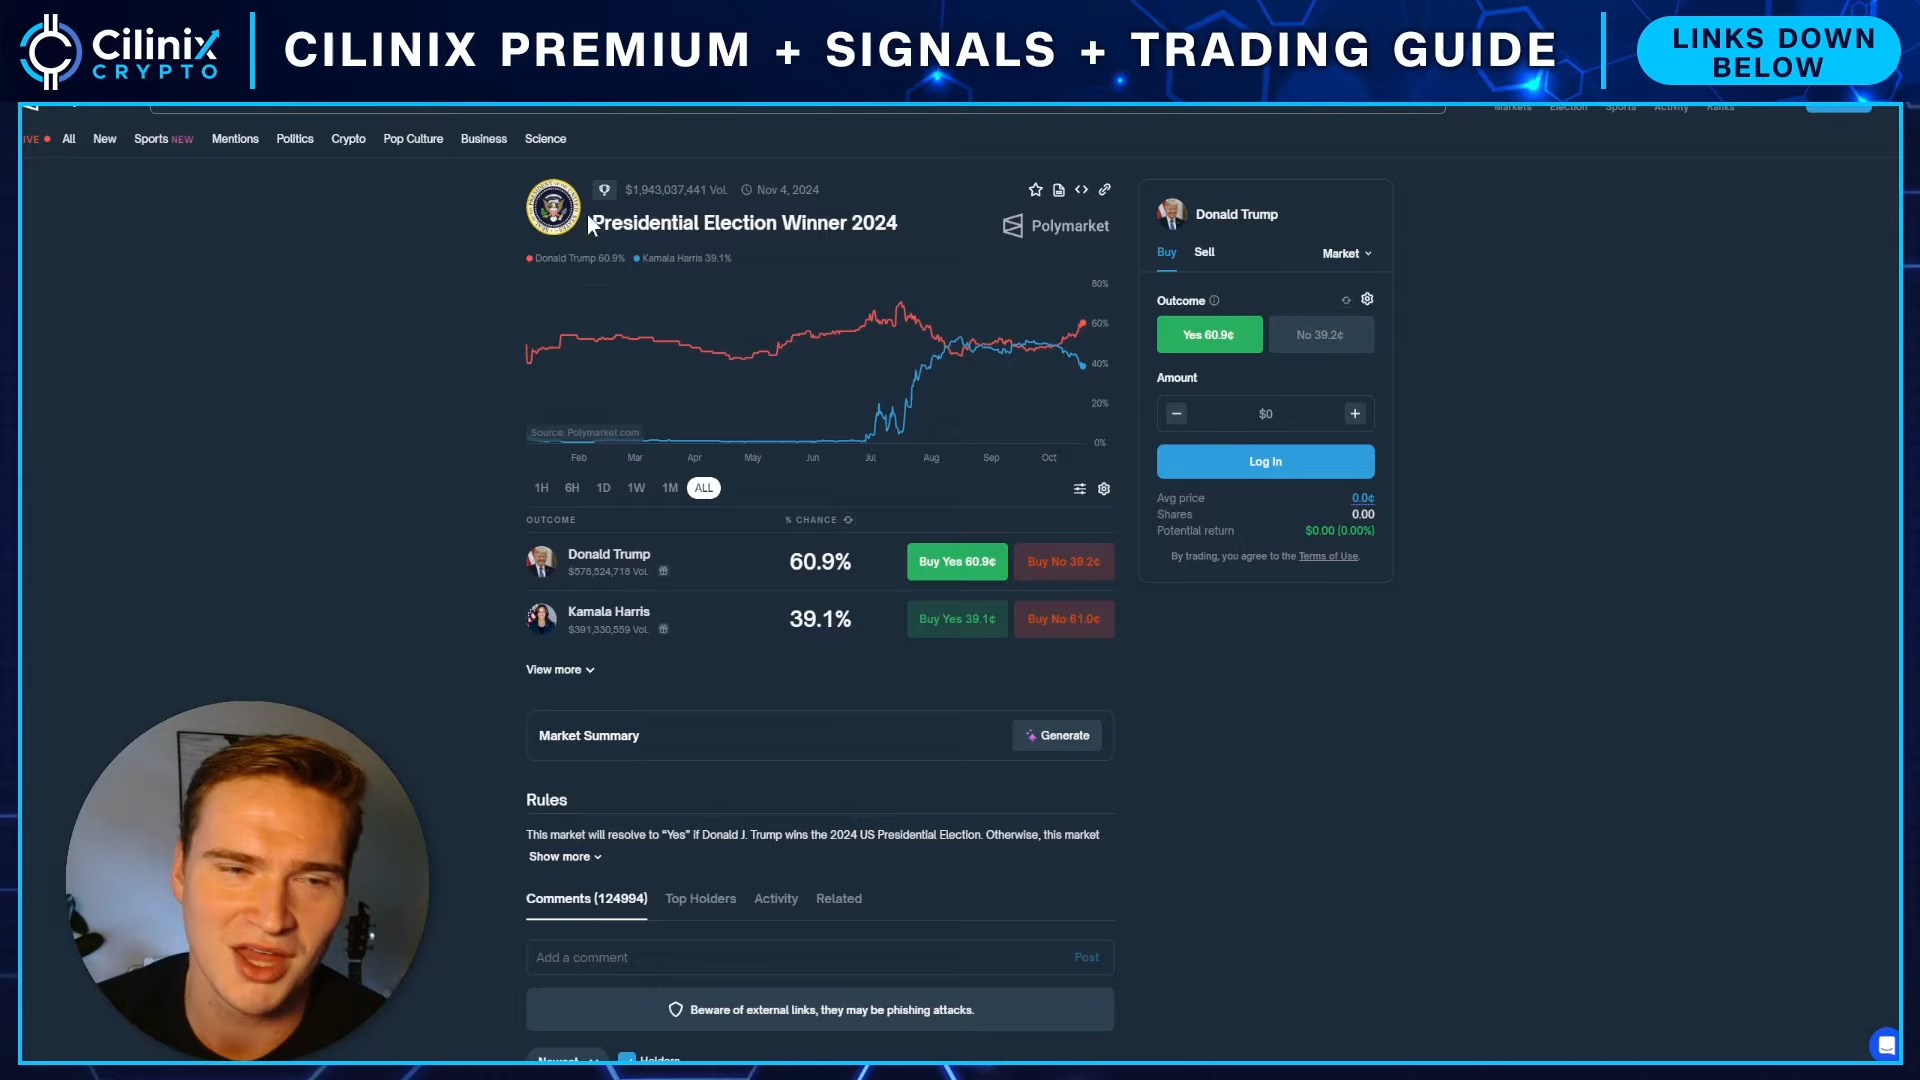 Cilinix
CRYPTO
CILINIX PREMIUM + SIGNALS + TRADING GUIDE
LINKS DOWN
BELOW
Markets Election Sports Activity Ranks
IVE All New Sports NEW Mentions Politics Crypto Pop Culture Business Science
$1,943,037,441 Vol. Nov 4, 2024
Presidential Election Winner 2024
Polymarket
Donald Trump 60.9% Kamala Harris 39.1%
80%
60%
40%
20%
0%
Source: Polymarket.com
Feb Mar Apr May Jun Jul Aug Sep Oct
1H 6H 1D 1W 1M ALL
OUTCOME % CHANCE
Donald Trump
$578,524,718 Vol.
60.9%
Buy Yes 60.9¢ Buy No 39.2¢
Kamala Harris
$391,330,559 Vol.
39.1%
Buy Yes 39.1¢ Buy No 61.0¢
View more
Market Summary
Generate
Rules
This market will resolve to “Yes” if Donald J. Trump wins the 2024 US Presidential Election. Otherwise, this market
Show more
Comments (124994) Top Holders Activity Related
Add a comment
Post
Beware of external links, they may be phishing attacks.
Newest Holders
Donald Trump
Buy Sell Market
Outcome
Yes 60.9¢ No 39.2¢
Amount
− $0 +
Log In
Avg price 0.0¢
Shares 0.00
Potential return $0.00 (0.00%)
By trading, you agree to the Terms of Use.